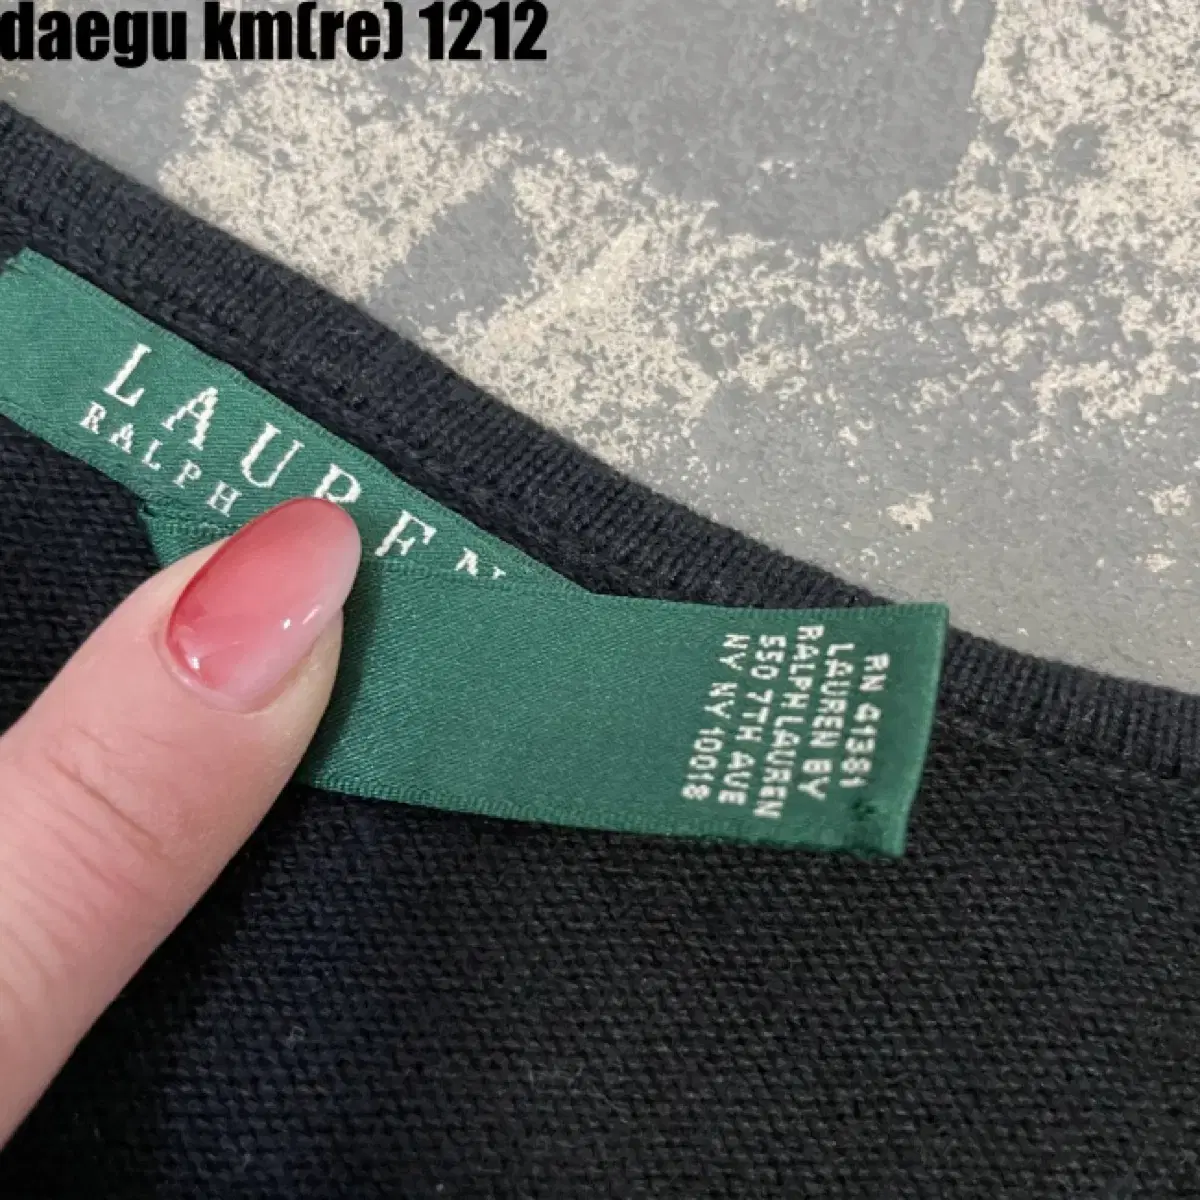 daegu km(re) 1212
LAUREN
RALPH
RN 41381
LAUREN BY
RALPH LAUREN
550 7TH AVE
NY NY 10018